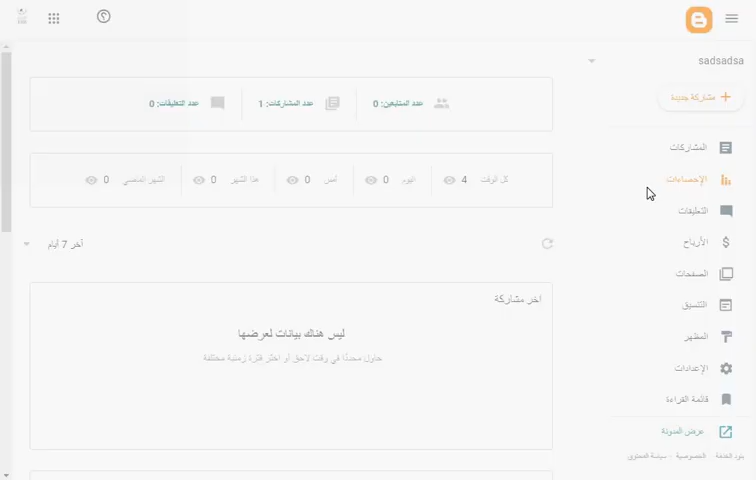 sadsadsa
مشاركة جديدة
المشاركات
الإحصاءات
التعليقات
الأرباح
الصفحات
التنسيق
المظهر
الإعدادات
قائمة القراءة
عرض المدونة
بنود الخدمة · الخصوصية · سياسة المحتوى
عدد المتابعين: 0 عدد المشاركات: 1 عدد التعليقات: 0
كل الوقت 4 اليوم 0 أمس 0 هذا الشهر 0 الشهر الماضي 0
آخر 7 أيام
آخر مشاركة
ليس هناك بيانات لعرضها
حاول مجددًا في وقت لاحق أو اختر فترة زمنية مختلفة